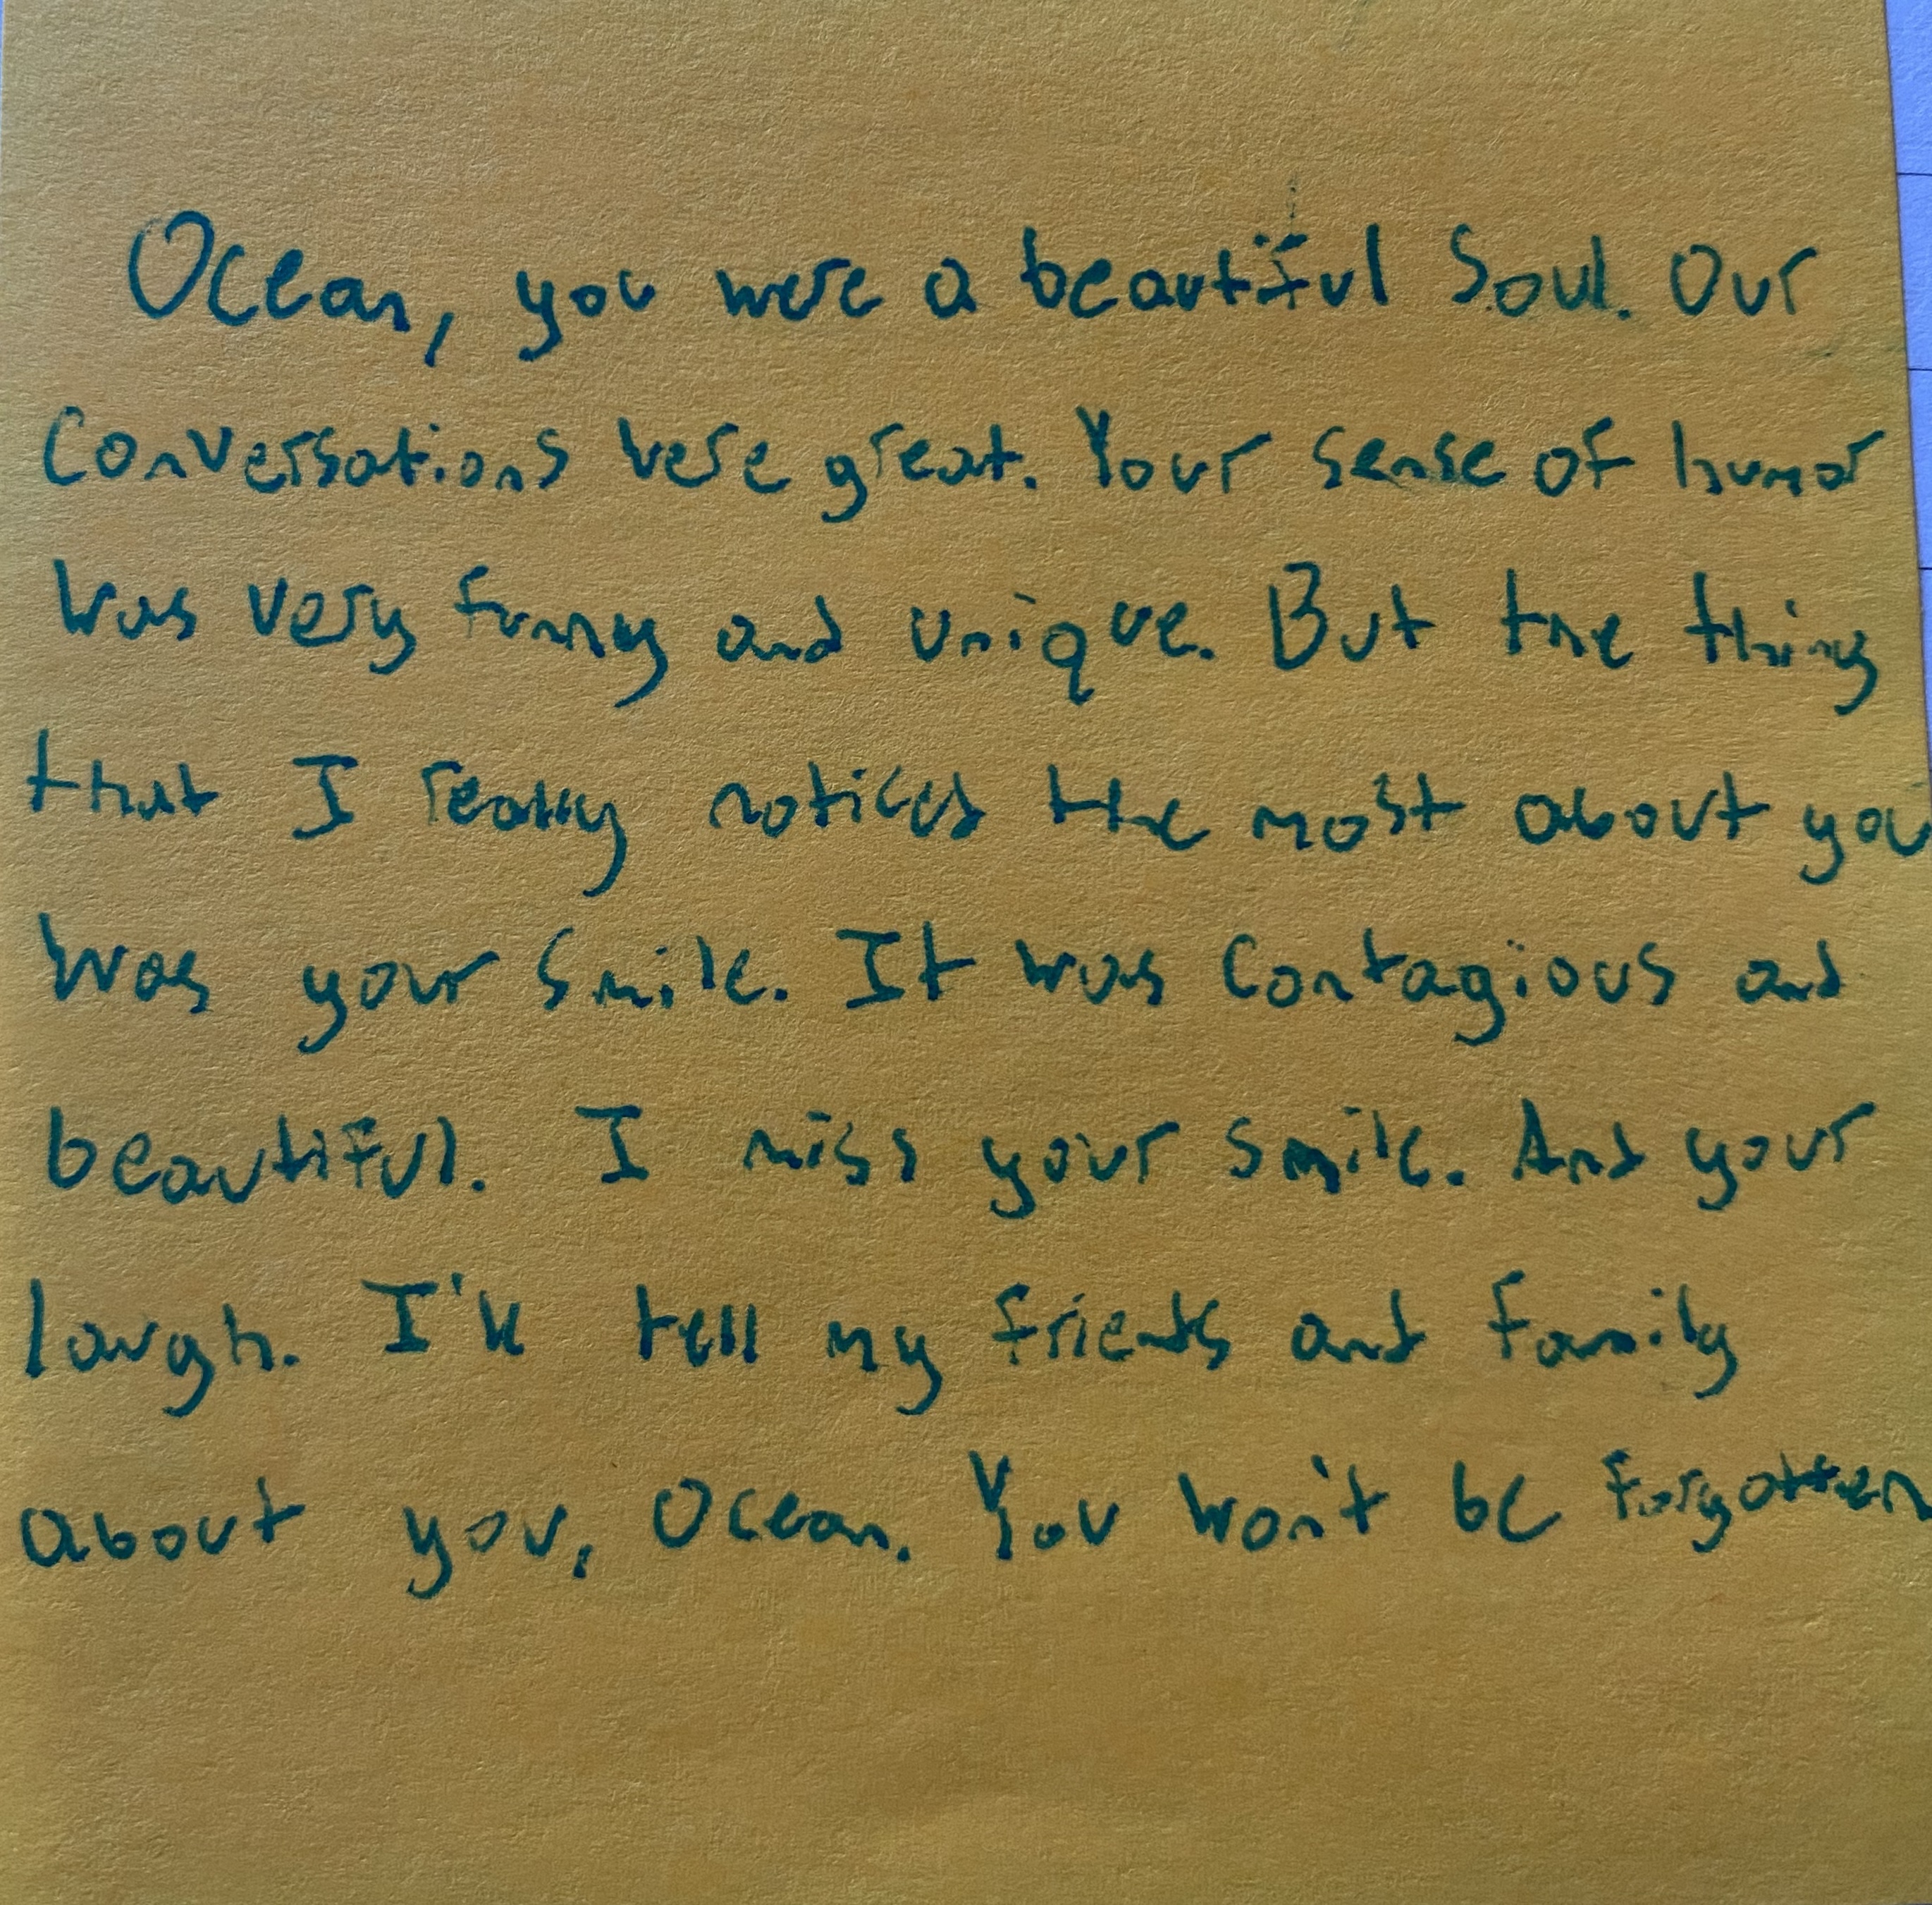 Ocean, you were a beautiful Soul. Our
Conversations were great. Your sense of humor
was very funny and unique. But the thing
that I really noticed the most about you
was your smile. It was contagious and
beautiful. I miss your smile. And your
laugh. I'll tell my friends and family
about you, Ocean. You won't be forgotten